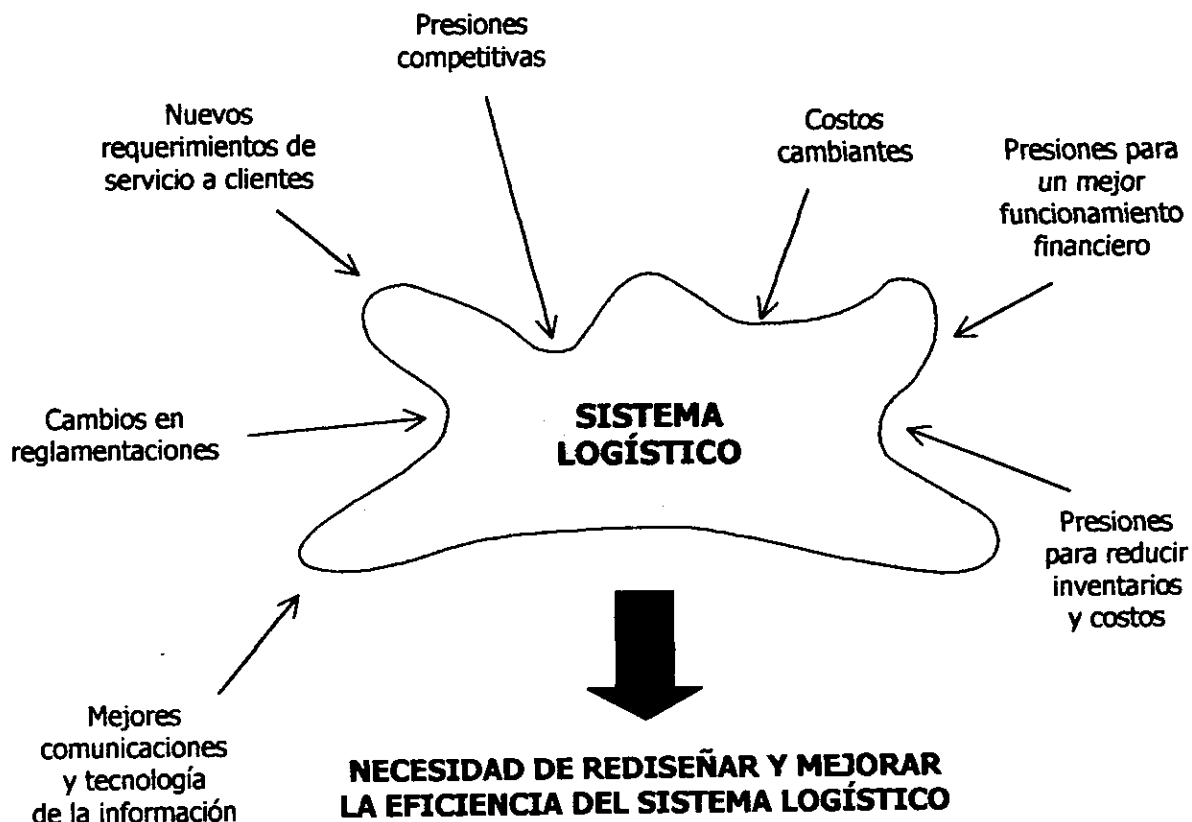 Presiones
competitivas
Nuevos
requerimientos de
servicio a clientes
Costos
cambiantes
Presiones para
un mejor
funcionamiento
financiero
Cambios en
reglamentaciones
SISTEMA
LOGÍSTICO
Presiones
para reducir
inventarios
y costos
Mejores
comunicaciones
y tecnología
de la información
NECESIDAD DE REDISEÑAR Y MEJORAR
LA EFICIENCIA DEL SISTEMA LOGÍSTICO